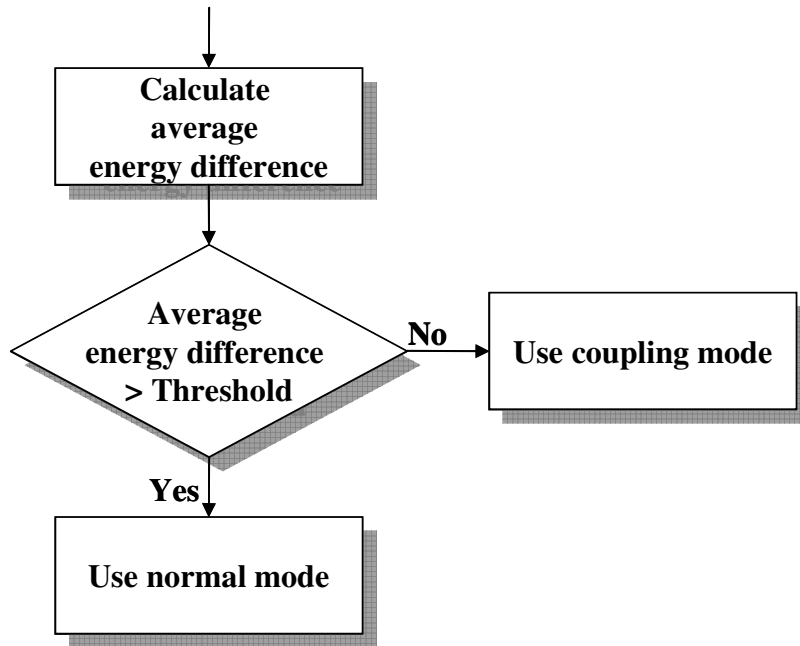 Calculate
average
energy difference
Average
energy difference
> Threshold
No
Use coupling mode
Yes
Use normal mode